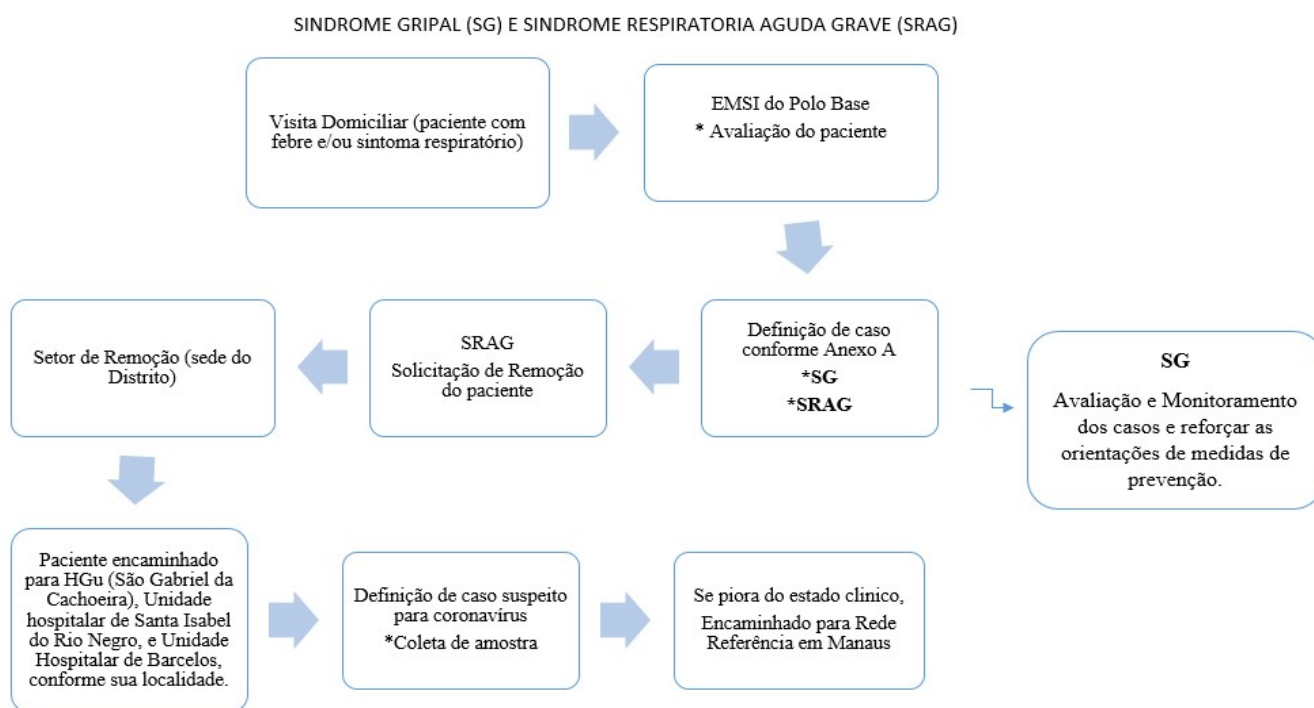 SINDROME GRIPAL (SG) E SINDROME RESPIRATORIA AGUDA GRAVE (SRAG)
Visita Domiciliar (paciente com
febre e/ou sintoma respiratório)
EMSI do Polo Base
* Avaliação do paciente
Definição de caso
conforme Anexo A
*SG
*SRAG
SG
Avaliação e Monitoramento
dos casos e reforçar as
orientações de medidas de
prevenção.
SRAG
Solicitação de Remoção
do paciente
Setor de Remoção (sede do
Distrito)
Paciente encaminhado
para HGu (São Gabriel da
Cachoeira), Unidade
hospitalar de Santa Isabel
do Rio Negro, e Unidade
Hospitalar de Barcelos,
conforme sua localidade.
Definição de caso suspeito
para coronavírus
*Coleta de amostra
Se piora do estado clinico,
Encaminhado para Rede
Referência em Manaus